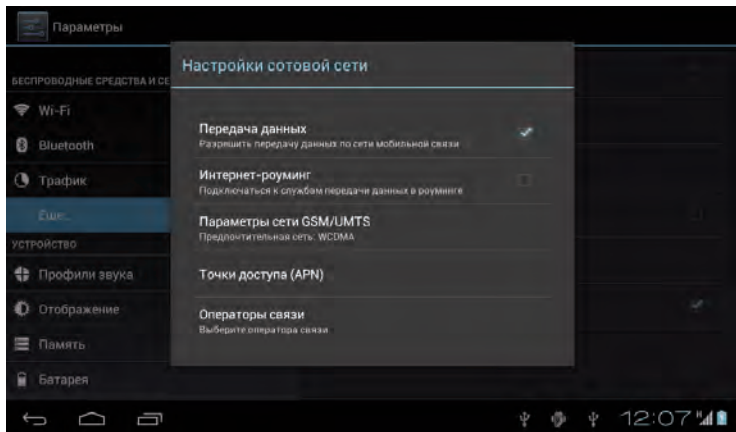 Параметры
БЕСПРОВОДНЫЕ СРЕДСТВА И СЕ
Wi-Fi
Bluetooth
Трафик
Еще...
УСТРОЙСТВО
Профили звука
Отображение
Память
Батарея
Настройки сотовой сети
Передача данных
Разрешить передачу данных по сети мобильной связи
Интернет-роуминг
Подключаться к службам передачи данных в роуминге
Параметры сети GSM/UMTS
Предпочтительная сеть: WCDMA
Точки доступа (APN)
Операторы связи
Выберите оператора связи
12:07